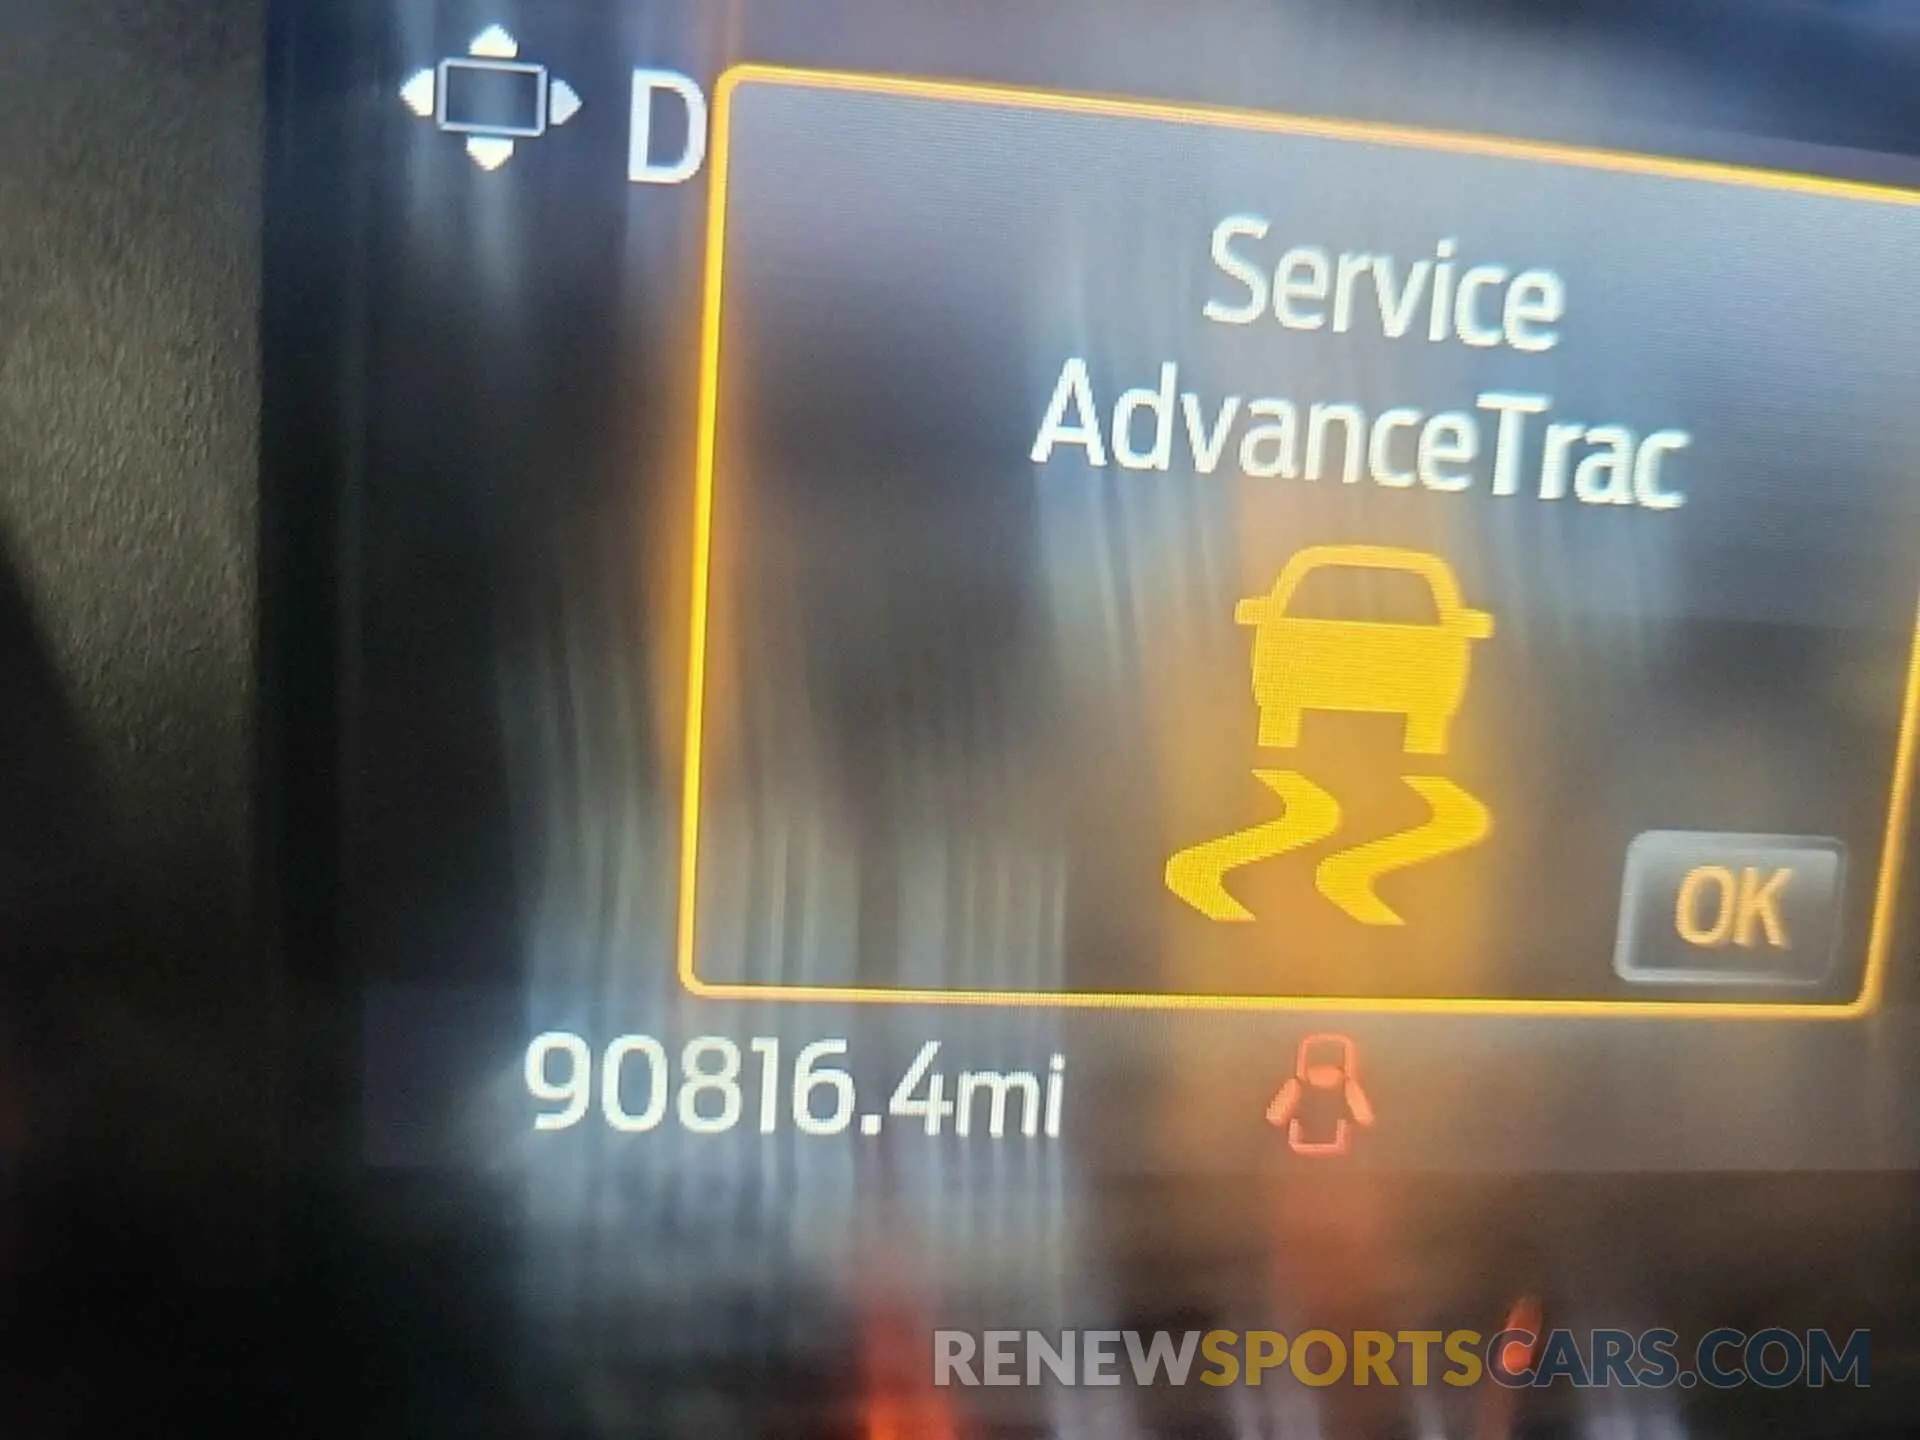 D
Service
AdvanceTrac
OK
90816.4mi
RENEWSPORTSCARS.COM